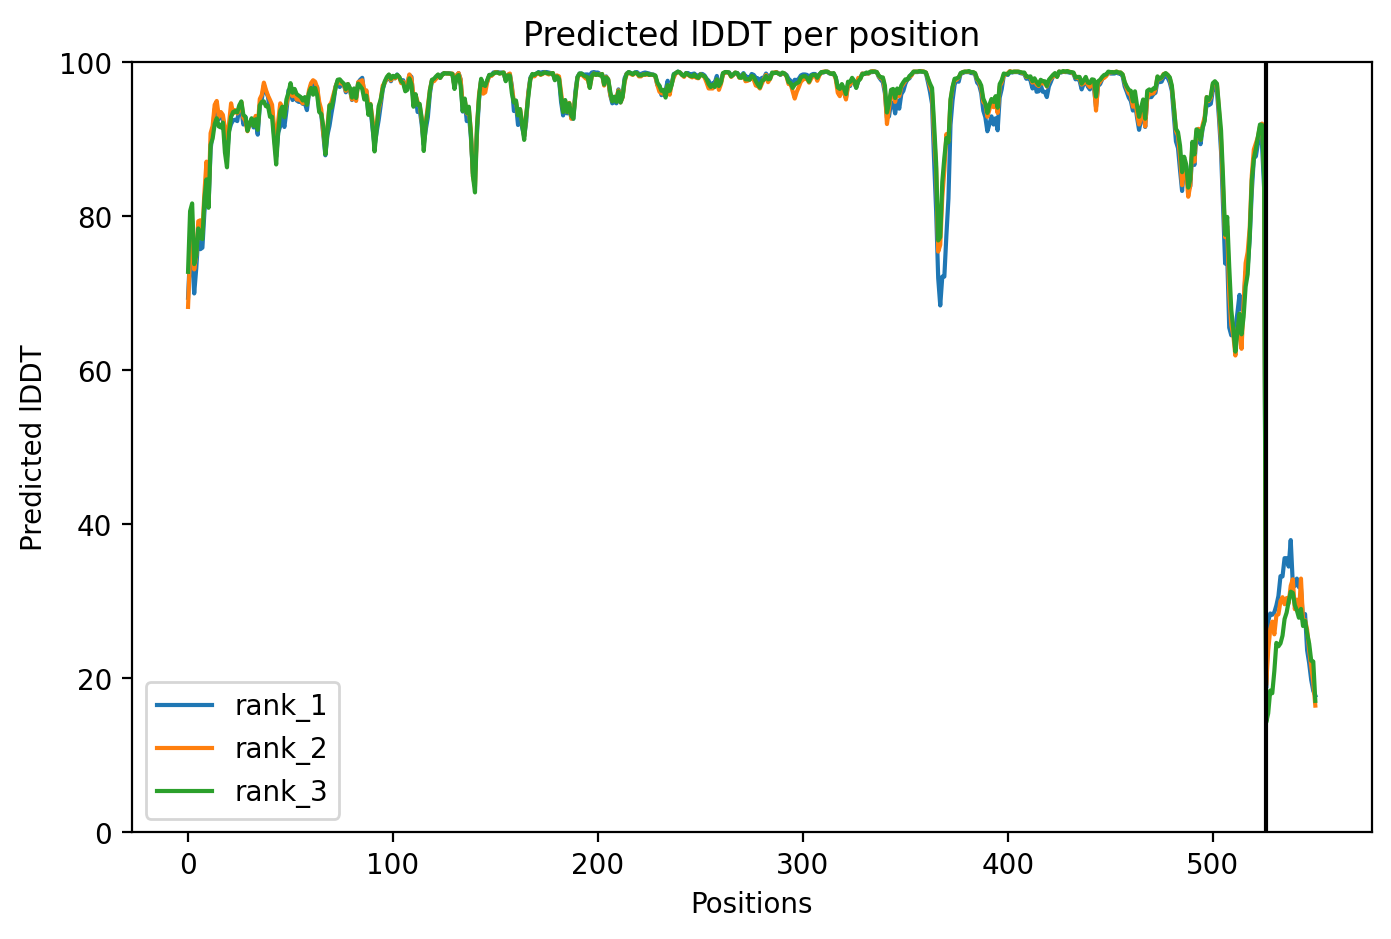 Predicted lDDT per position
100
80
60
40
20
0
Predicted lDDT
rank_1
rank_2
rank_3
0 100 200 300 400 500
Positions